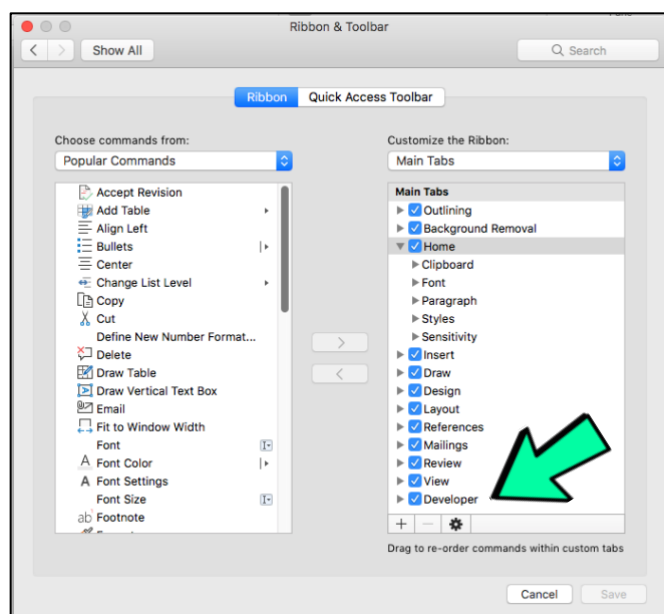 Ribbon & Toolbar
Show All
Search
Ribbon
Quick Access Toolbar
Choose commands from:
Popular Commands
Accept Revision
Add Table
Align Left
Bullets
Center
Change List Level
Copy
Cut
Define New Number Format...
Delete
Draw Table
Draw Vertical Text Box
Email
Fit to Window Width
Font
A Font Color
A Font Settings
Font Size
ab Footnote
Customize the Ribbon:
Main Tabs
Main Tabs
Outlining
Background Removal
Home
Clipboard
Font
Paragraph
Styles
Sensitivity
Insert
Draw
Design
Layout
References
Mailings
Review
View
Developer
Drag to re-order commands within custom tabs
Cancel
Save